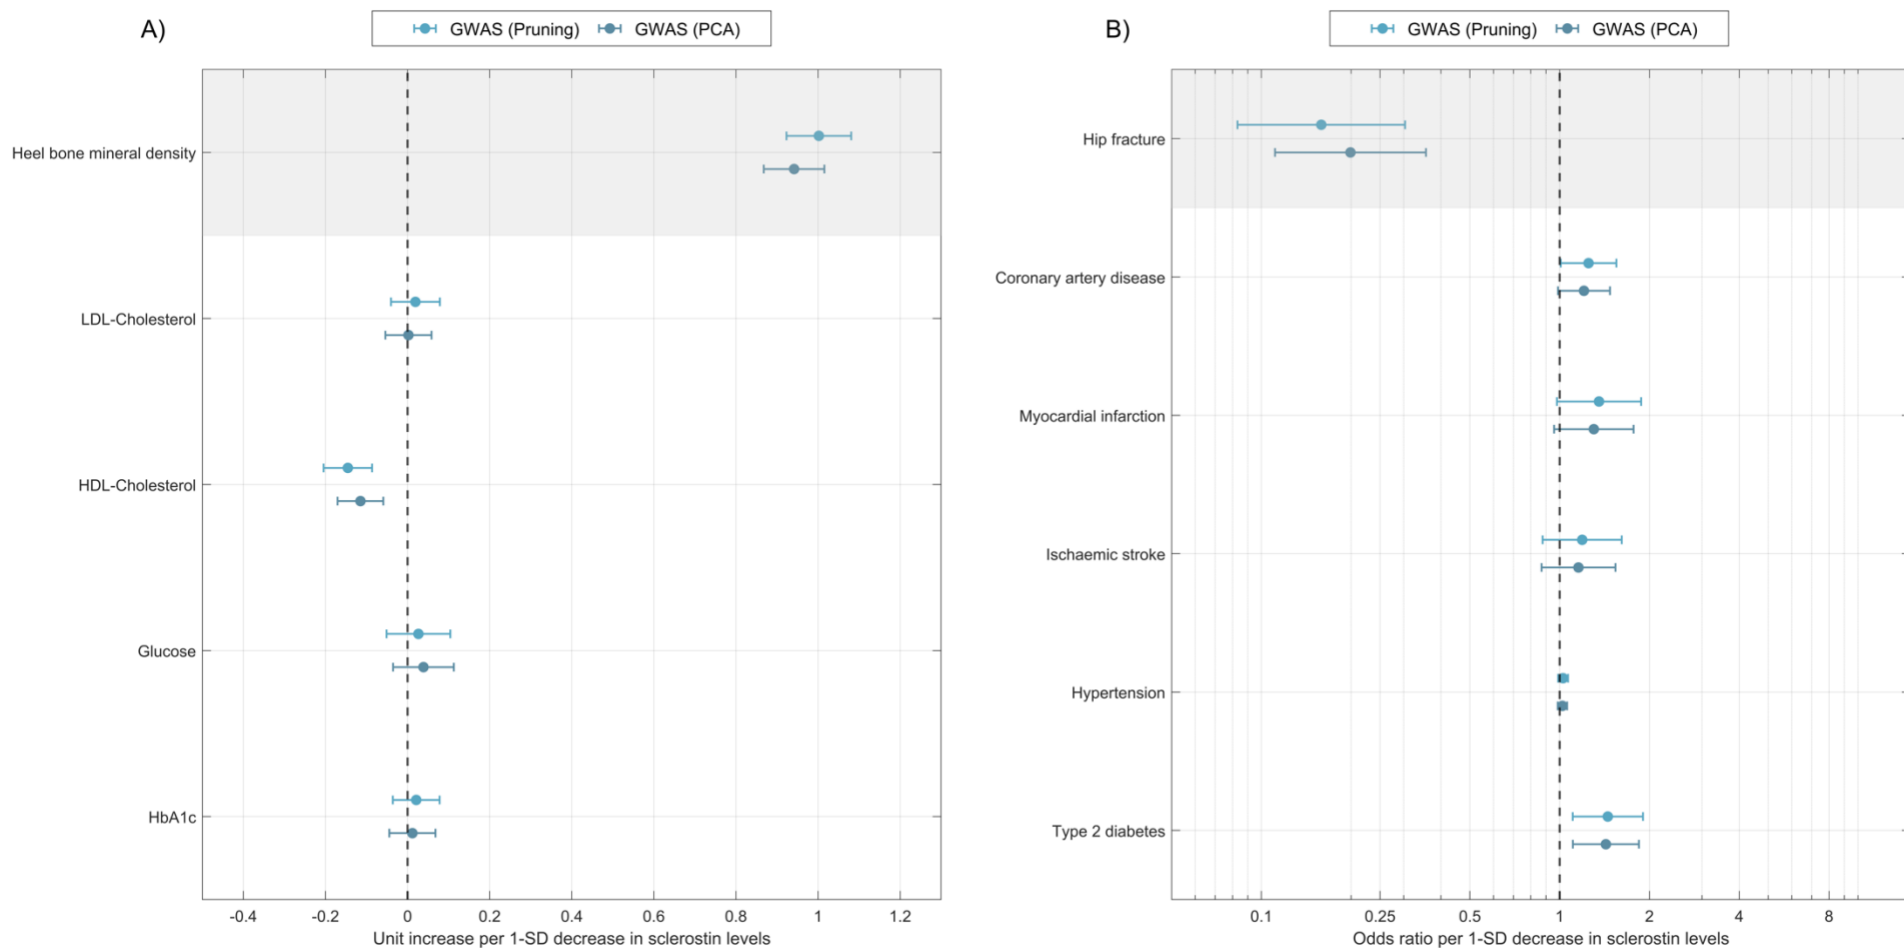 A)
GWAS (Pruning) GWAS (PCA)
Heel bone mineral density
LDL-Cholesterol
HDL-Cholesterol
Glucose
HbA1c
-0.4 -0.2 0 0.2 0.4 0.6 0.8 1 1.2
Unit increase per 1-SD decrease in sclerostin levels
B)
GWAS (Pruning) GWAS (PCA)
Hip fracture
Coronary artery disease
Myocardial infarction
Ischaemic stroke
Hypertension
Type 2 diabetes
0.1 0.25 0.5 1 2 4 8
Odds ratio per 1-SD decrease in sclerostin levels